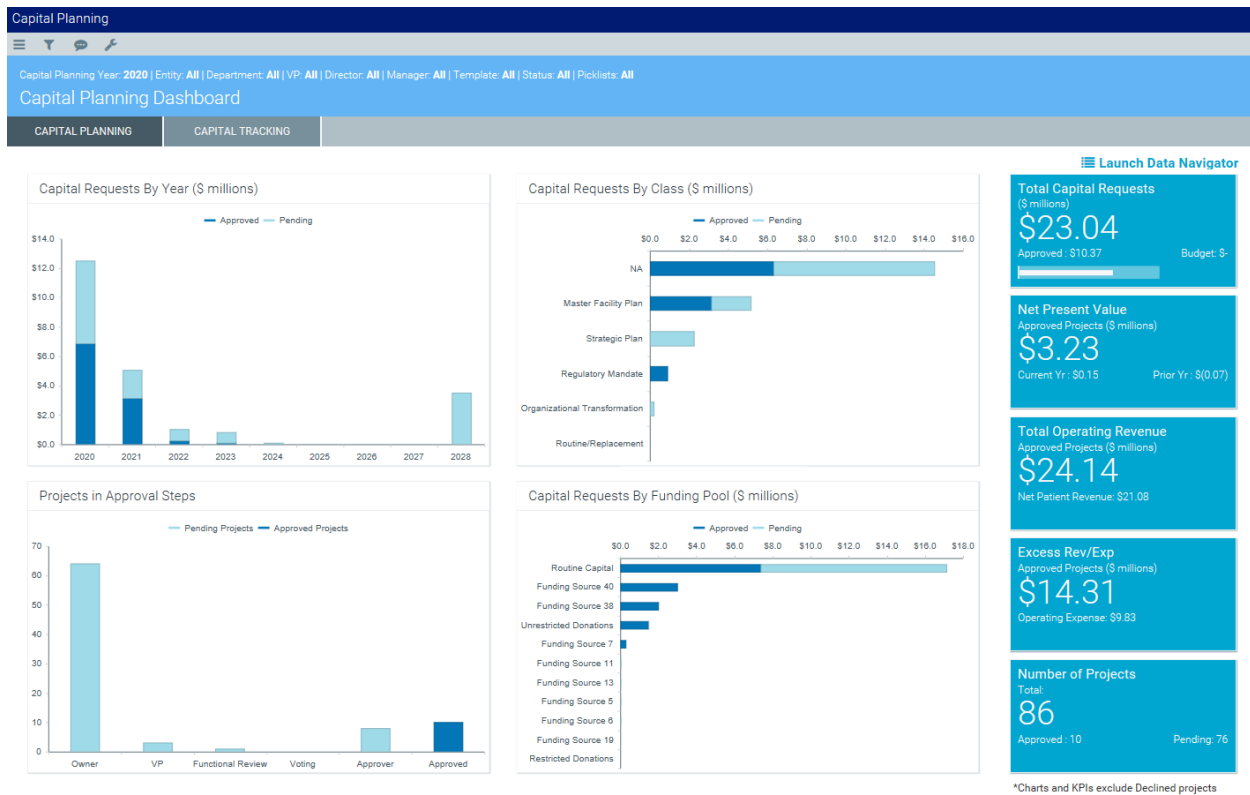 Capital Planning
Capital Planning Year: 2020 | Entity: All | Department: All | VP: All | Director: All | Manager: All | Template: All | Status: All | Picklists: All
Capital Planning Dashboard
CAPITAL PLANNING CAPITAL TRACKING
Launch Data Navigator
Capital Requests By Year ($ millions)
Approved Pending
$14.0
$12.0
$10.0
$8.0
$6.0
$4.0
$2.0
$0.0
2020 2021 2022 2023 2024 2025 2026 2027 2028
Capital Requests By Class ($ millions)
Approved Pending
$0.0 $2.0 $4.0 $6.0 $8.0 $10.0 $12.0 $14.0 $16.0
NA
Master Facility Plan
Strategic Plan
Regulatory Mandate
Organizational Transformation
Routine/Replacement
Projects in Approval Steps
Pending Projects Approved Projects
70
60
50
40
30
20
10
0
Owner VP Functional Review Voting Approver Approved
Capital Requests By Funding Pool ($ millions)
Approved Pending
$0.0 $2.0 $4.0 $6.0 $8.0 $10.0 $12.0 $14.0 $16.0 $18.0
Routine Capital
Funding Source 40
Funding Source 38
Unrestricted Donations
Funding Source 7
Funding Source 11
Funding Source 13
Funding Source 5
Funding Source 6
Funding Source 19
Restricted Donations
Total Capital Requests
($ millions)
$23.04
Approved : $10.37 Budget: $-
Net Present Value
Approved Projects ($ millions)
$3.23
Current Yr : $0.15 Prior Yr : $(0.07)
Total Operating Revenue
Approved Projects ($ millions)
$24.14
Net Patient Revenue: $21.08
Excess Rev/Exp
Approved Projects ($ millions)
$14.31
Operating Expense: $9.83
Number of Projects
Total:
86
Approved : 10 Pending: 76
*Charts and KPIs exclude Declined projects